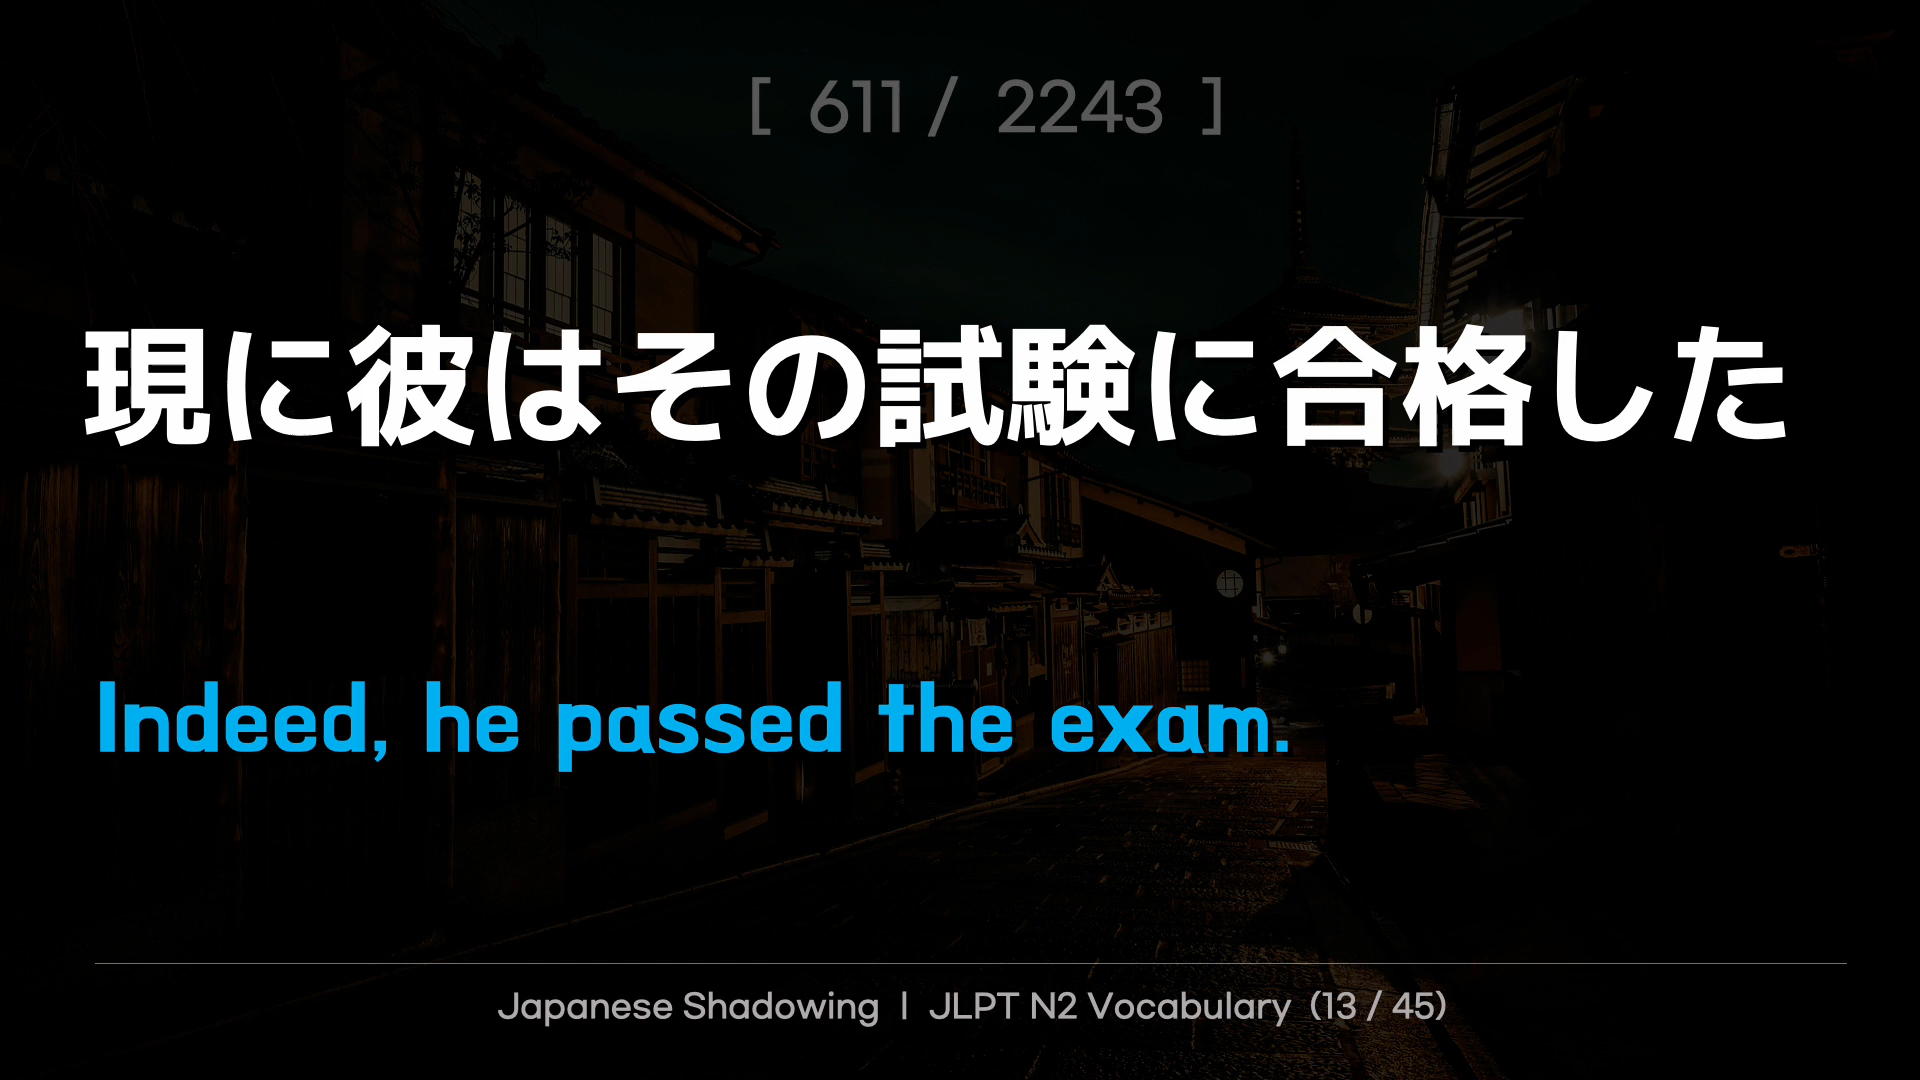 [ 611 / 2243 ]
現に彼はその試験に合格した
Indeed, he passed the exam.
Japanese Shadowing | JLPT N2 Vocabulary (13 / 45)